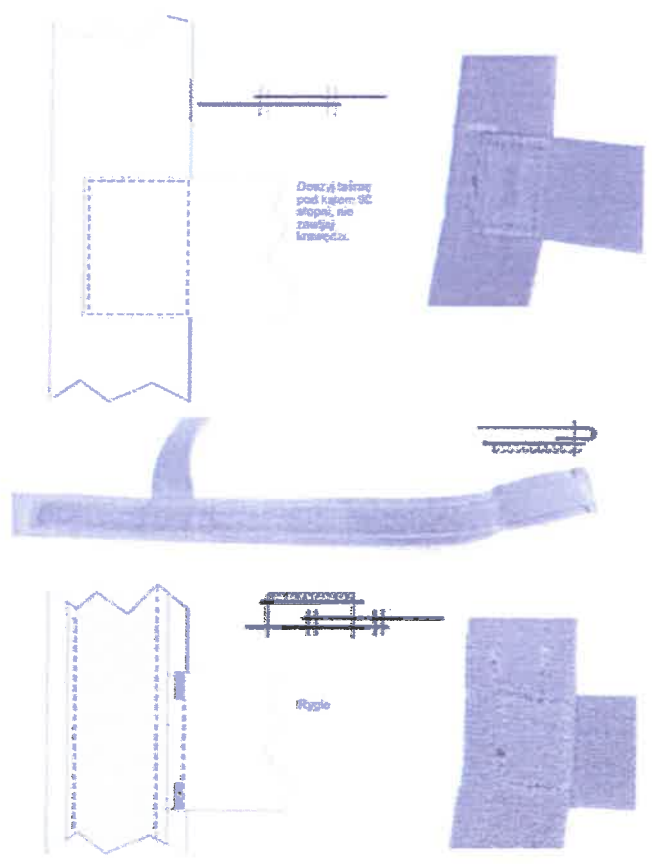 Doszyj taśmę
pod kątem 90
stopni, nie
zawijaj
krawędzi.
Rygle